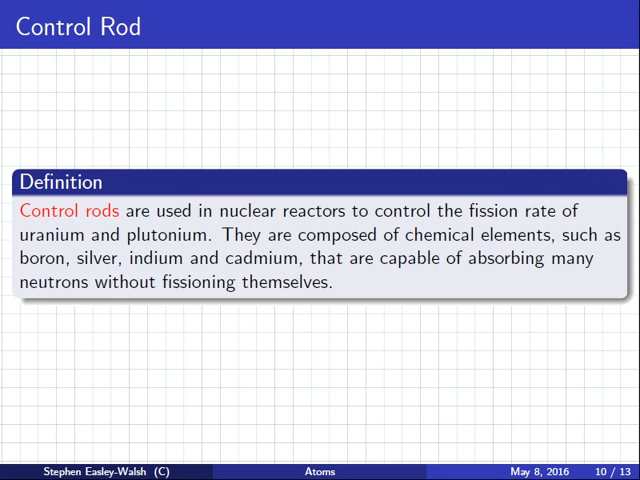 Control Rod
Definition
Control rods are used in nuclear reactors to control the fission rate of
uranium and plutonium. They are composed of chemical elements, such as
boron, silver, indium and cadmium, that are capable of absorbing many
neutrons without fissioning themselves.
Stephen Easley-Walsh (C) Atoms May 8, 2016 10 / 13